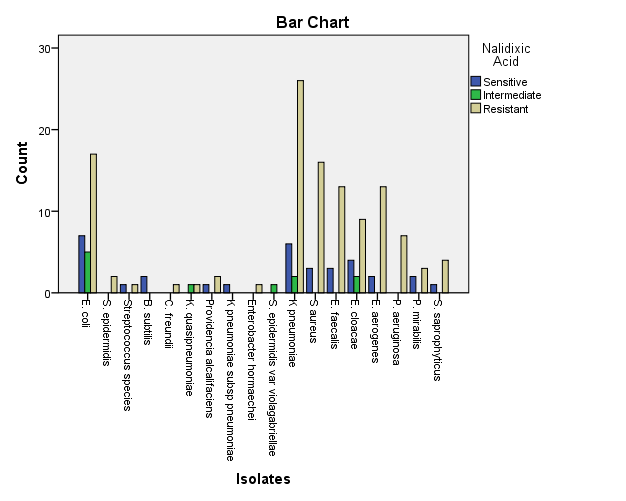 Bar Chart
30
20
10
0
Count
Nalidixic
Acid
Sensitive
Intermediate
Resistant
E. coli
S. epidermidis
Streptococcus species
B. subtilis
C. freundii
K. quasipneumoniae
Providencia alcalifaciens
K pneumoniae subsp pneumoniae
Enterobacter hormaechei
S. epidermidis var violagabriellae
K pneumoniae
S aureus
E. faecalis
E. cloacae
E. aerogenes
P. aeruginosa
P. mirabilis
S. saprophyticus
Isolates